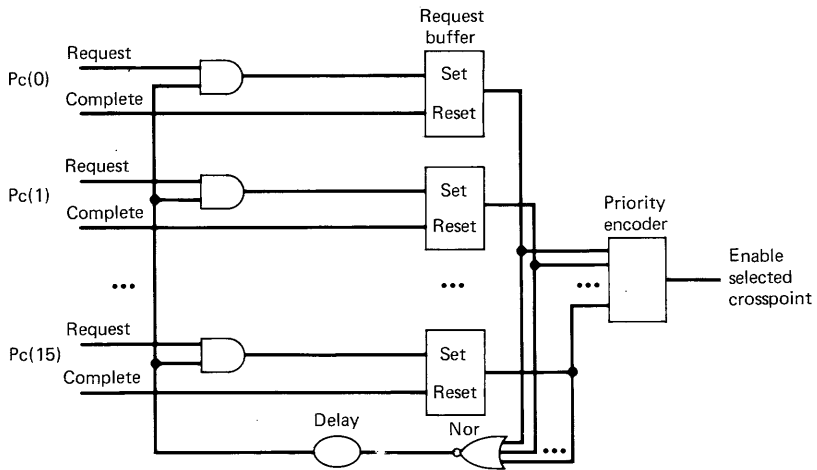 Request
buffer
Request
Pc(0)
Set
Complete
Reset
Request
Pc(1)
Set
Complete
Reset
Priority
encoder
Enable
selected
crosspoint
...
...
...
Request
Pc(15)
Set
Complete
Reset
Delay
Nor
...